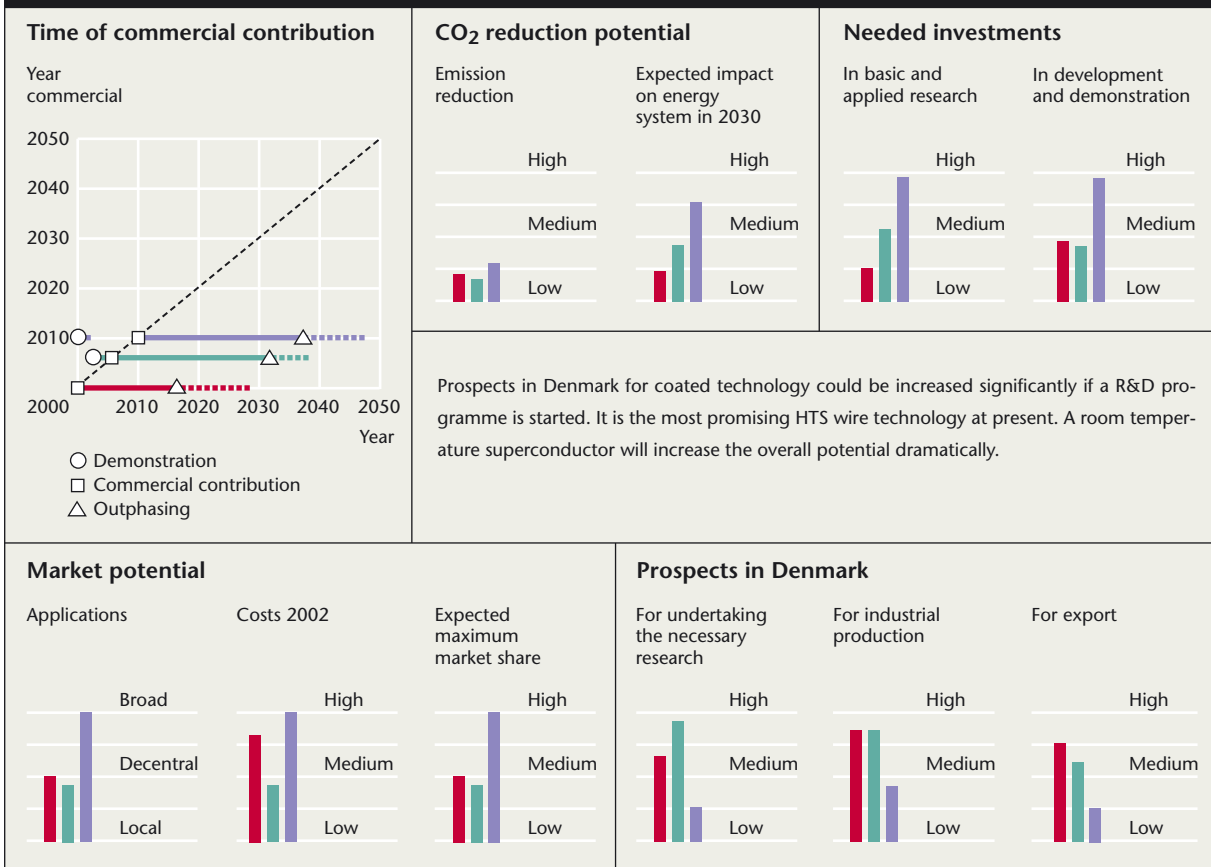 Time of commercial contribution
Year
commercial
2050
2040
2030
2020
2010
2000 2010 2020 2030 2040 2050
Year
Demonstration
Commercial contribution
Outphasing
CO2 reduction potential
Emission
reduction
High
Medium
Low
Expected impact
on energy
system in 2030
High
Medium
Low
Needed investments
In basic and
applied research
High
Medium
Low
In development
and demonstration
High
Medium
Low
Prospects in Denmark for coated technology could be increased significantly if a R&D pro-
gramme is started. It is the most promising HTS wire technology at present. A room temper-
ature superconductor will increase the overall potential dramatically.
Market potential
Applications
Broad
Decentral
Local
Costs 2002
High
Medium
Low
Expected
maximum
market share
High
Medium
Low
Prospects in Denmark
For undertaking
the necessary
research
High
Medium
Low
For industrial
production
High
Medium
Low
For export
High
Medium
Low